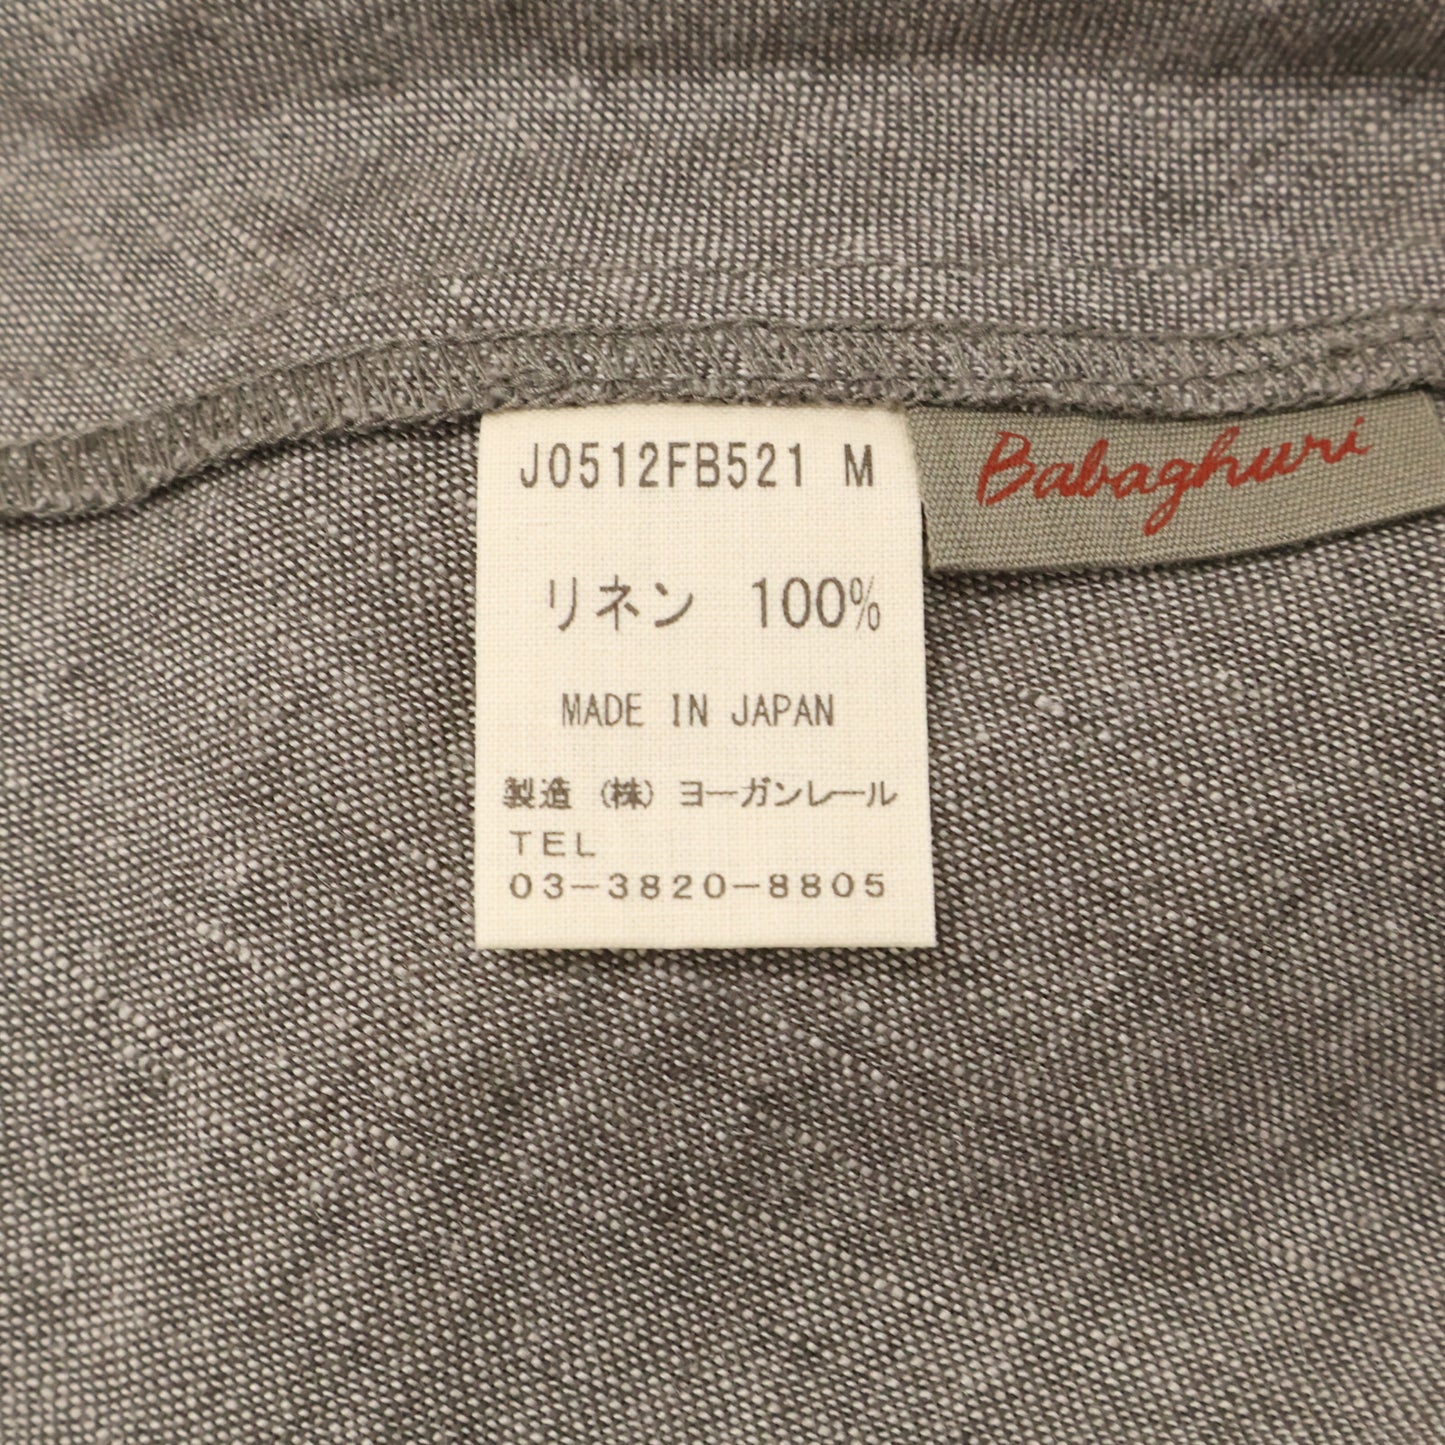 J0512FB521 M
Babaghuri
リネン 100%
MADE IN JAPAN
製造 (株) ヨーガンレール
TEL
03-3820-8805